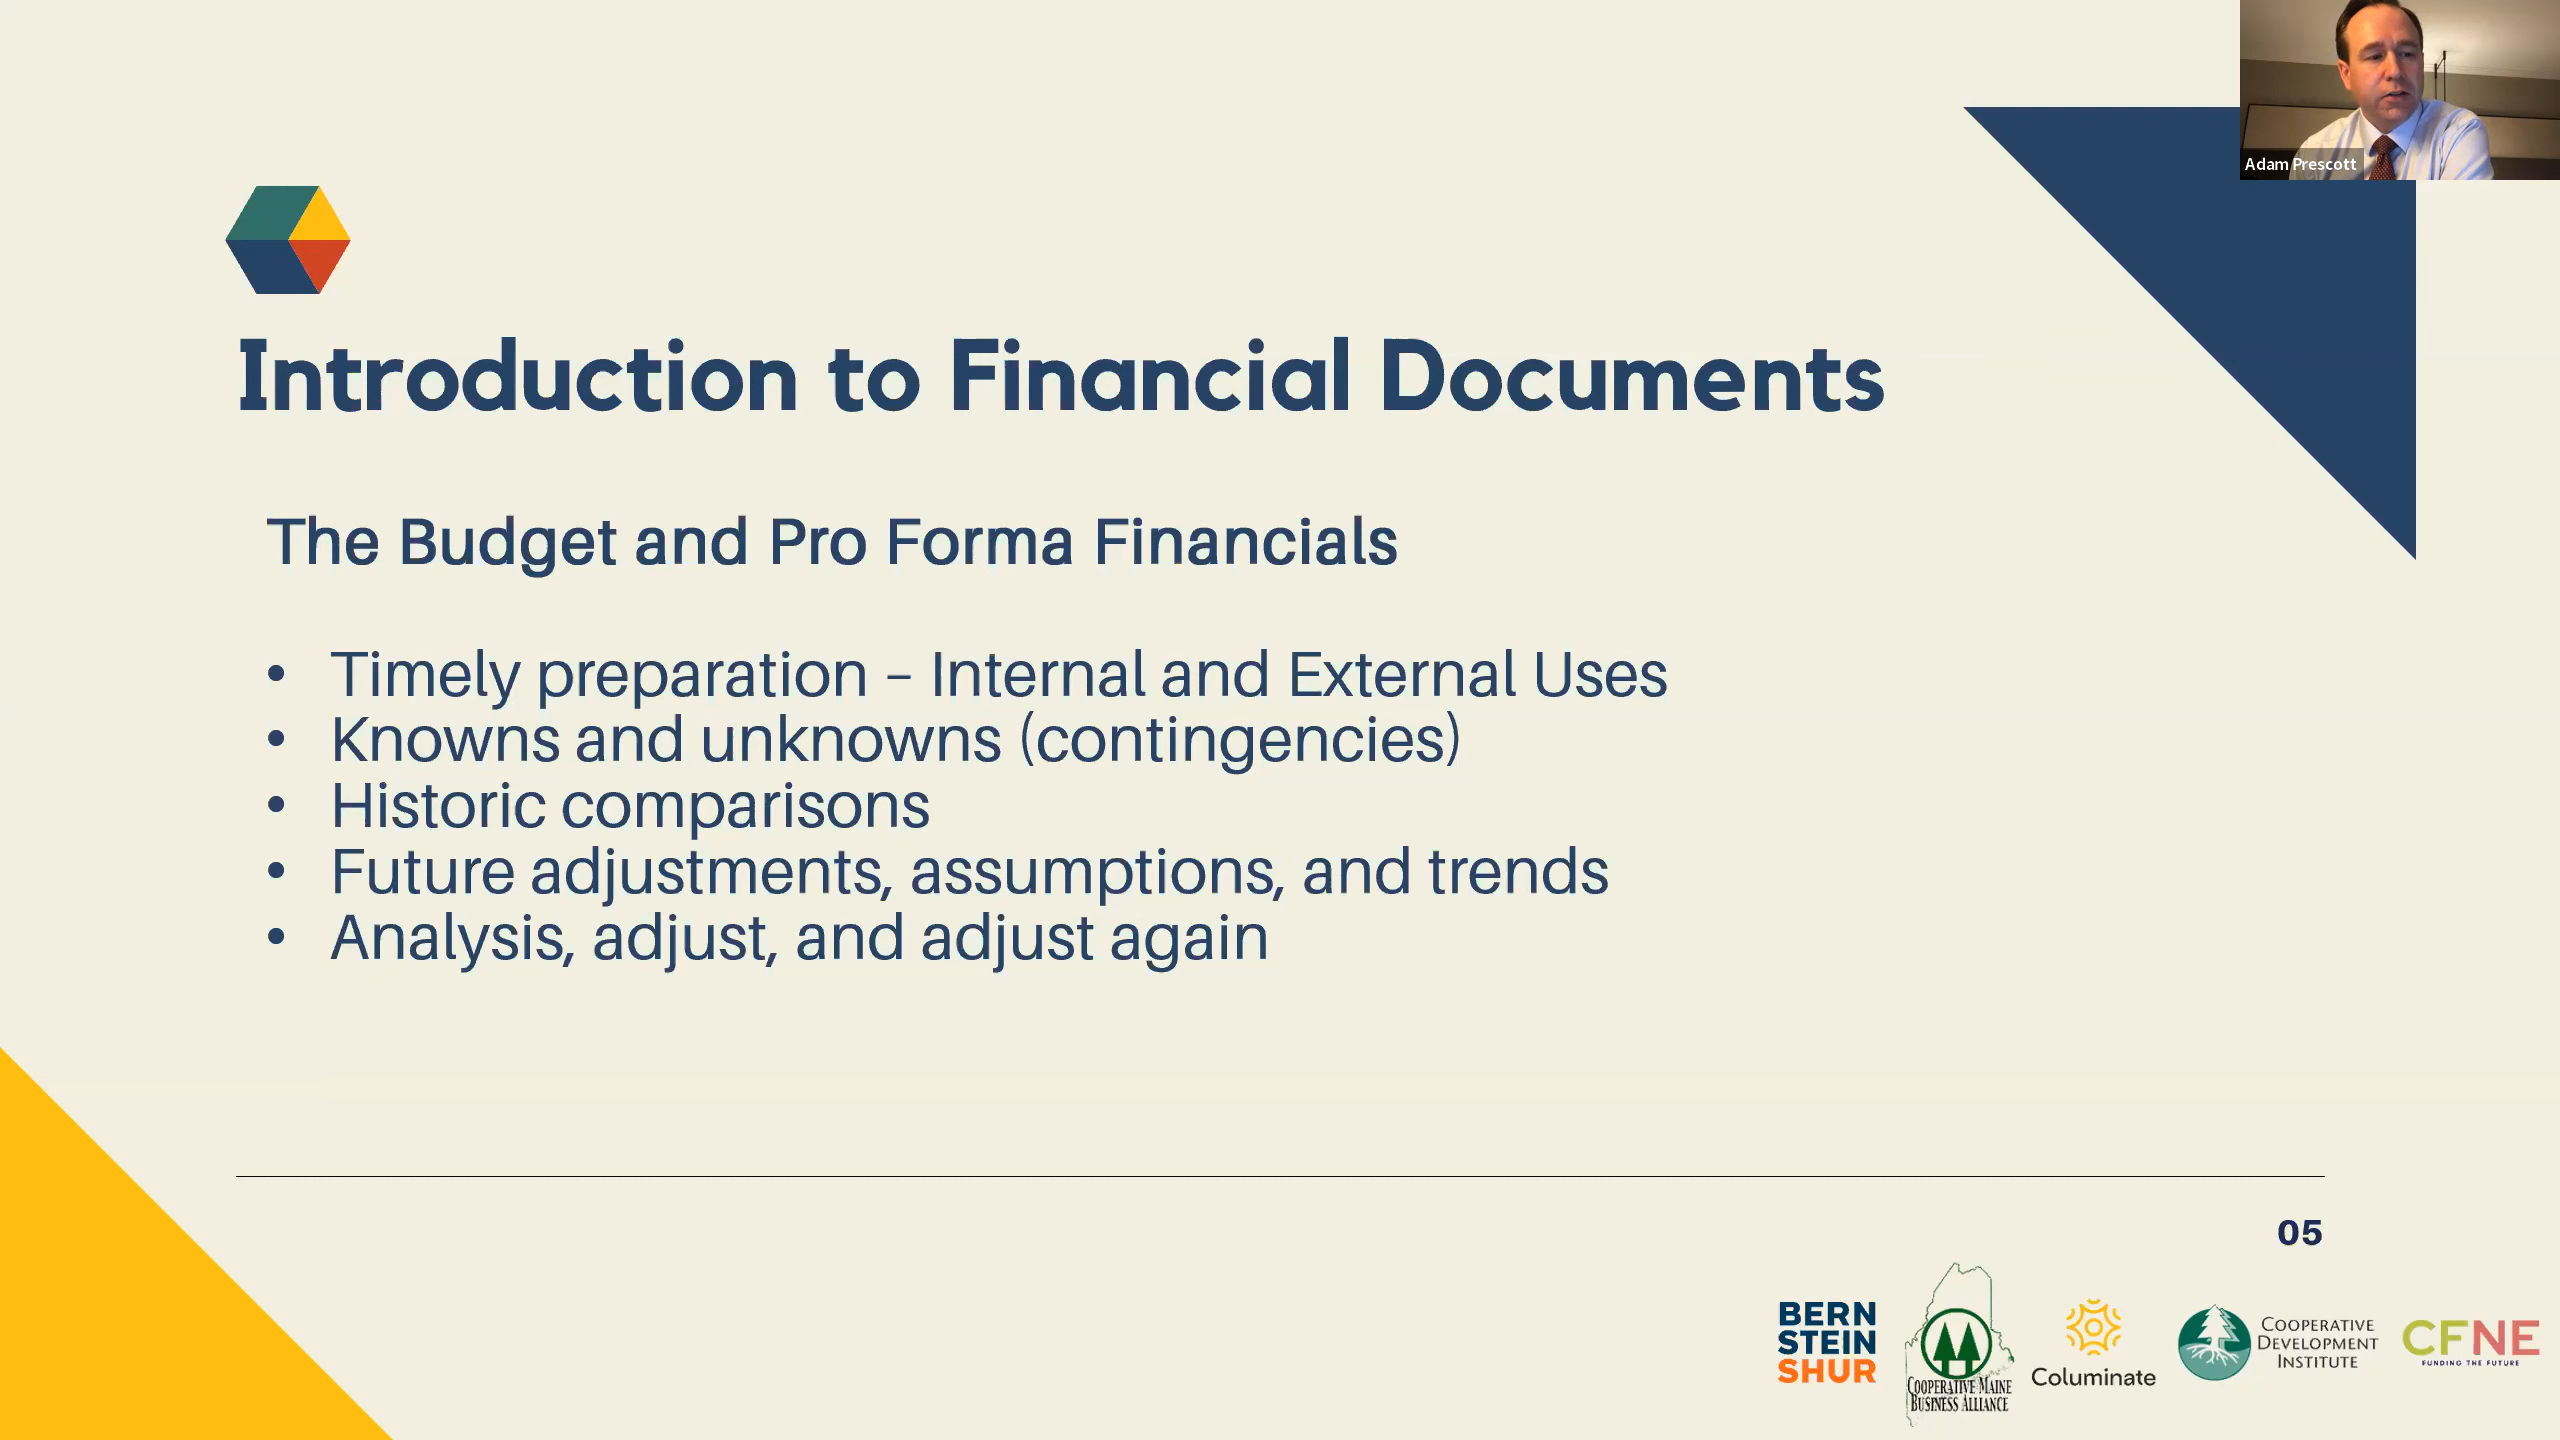 Adam Prescott
Introduction to Financial Documents
The Budget and Pro Forma Financials
• Timely preparation – Internal and External Uses
• Knowns and unknowns (contingencies)
• Historic comparisons
• Future adjustments, assumptions, and trends
• Analysis, adjust, and adjust again
05
BERN
STEIN
SHUR
COOPERATIVE MAINE
BUSINESS ALLIANCE
Columinate
COOPERATIVE
DEVELOPMENT
INSTITUTE
CFNE
FUNDING THE FUTURE